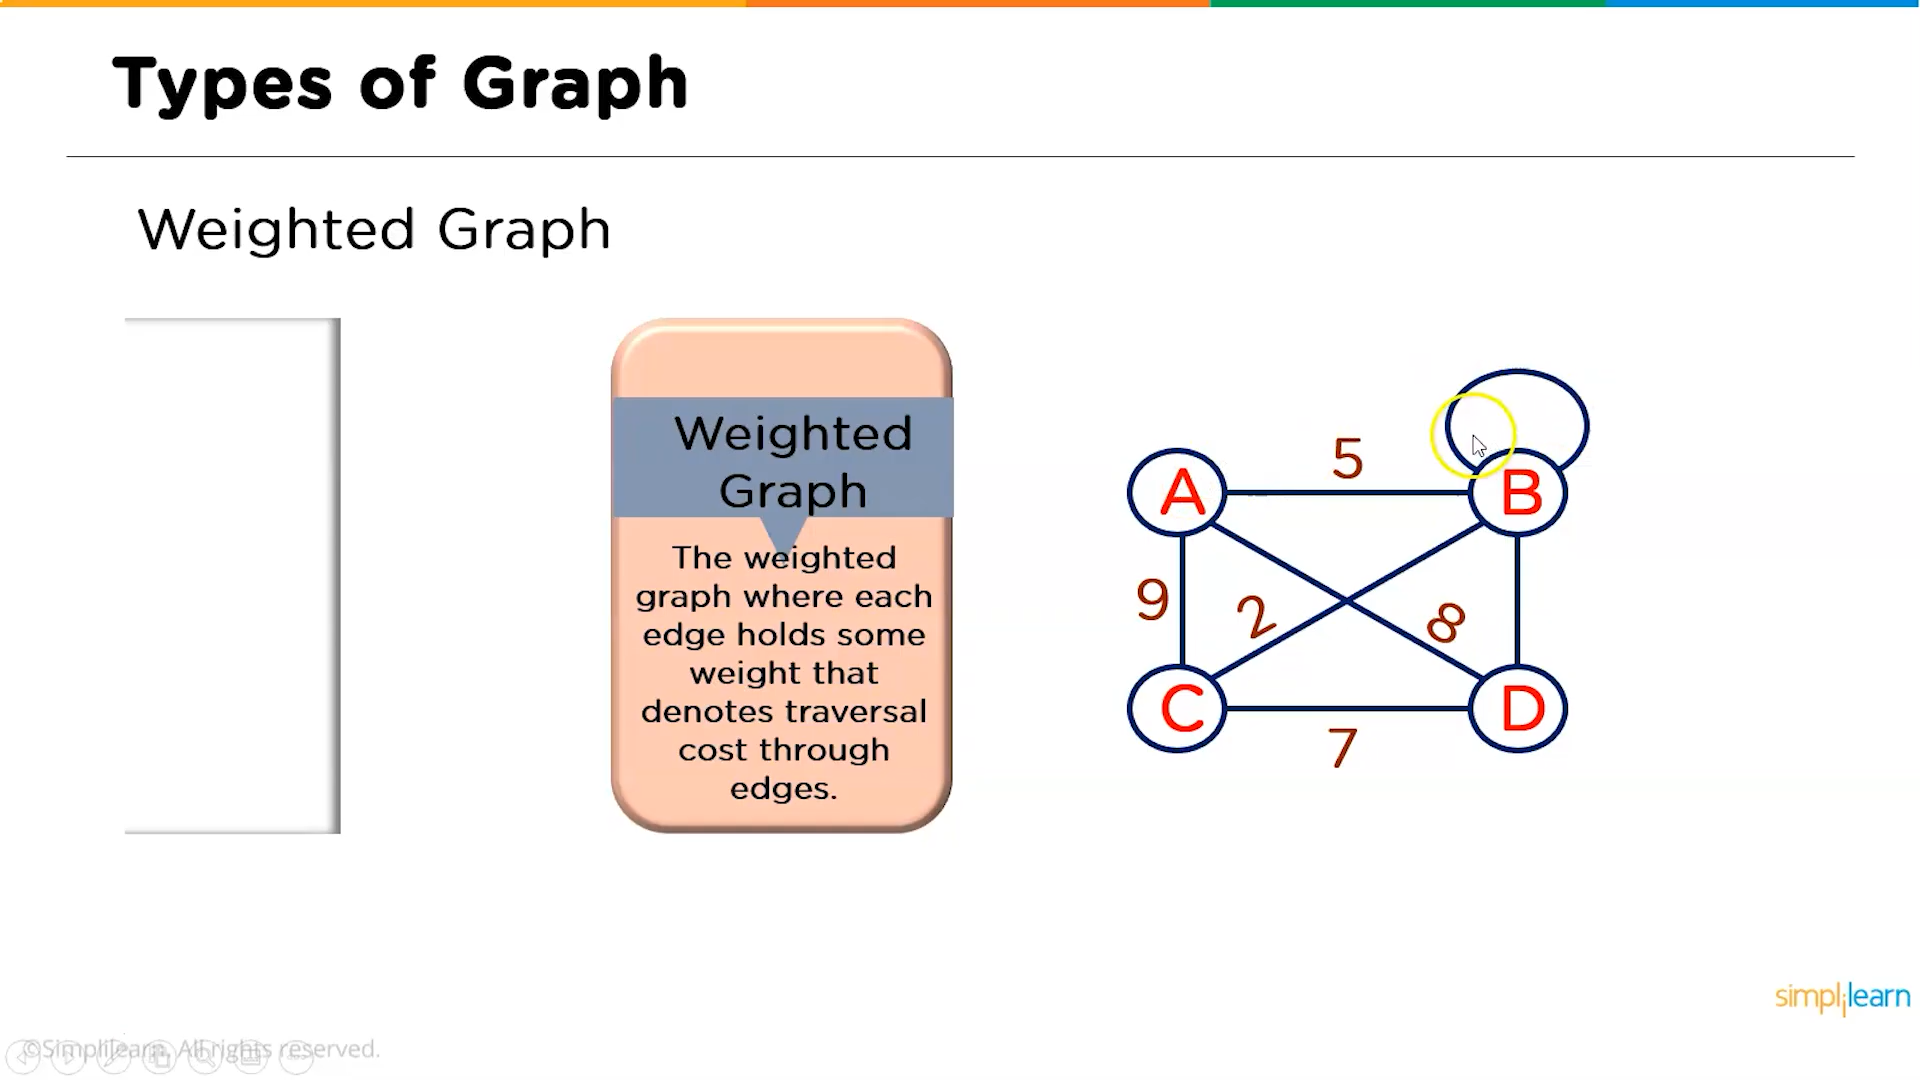 Types of Graph
Weighted Graph
Weighted
Graph
The weighted
graph where each
edge holds some
weight that
denotes traversal
cost through
edges.
A
5
B
9
2
8
C
D
7
simplilearn
©Simplilearn. All rights reserved.